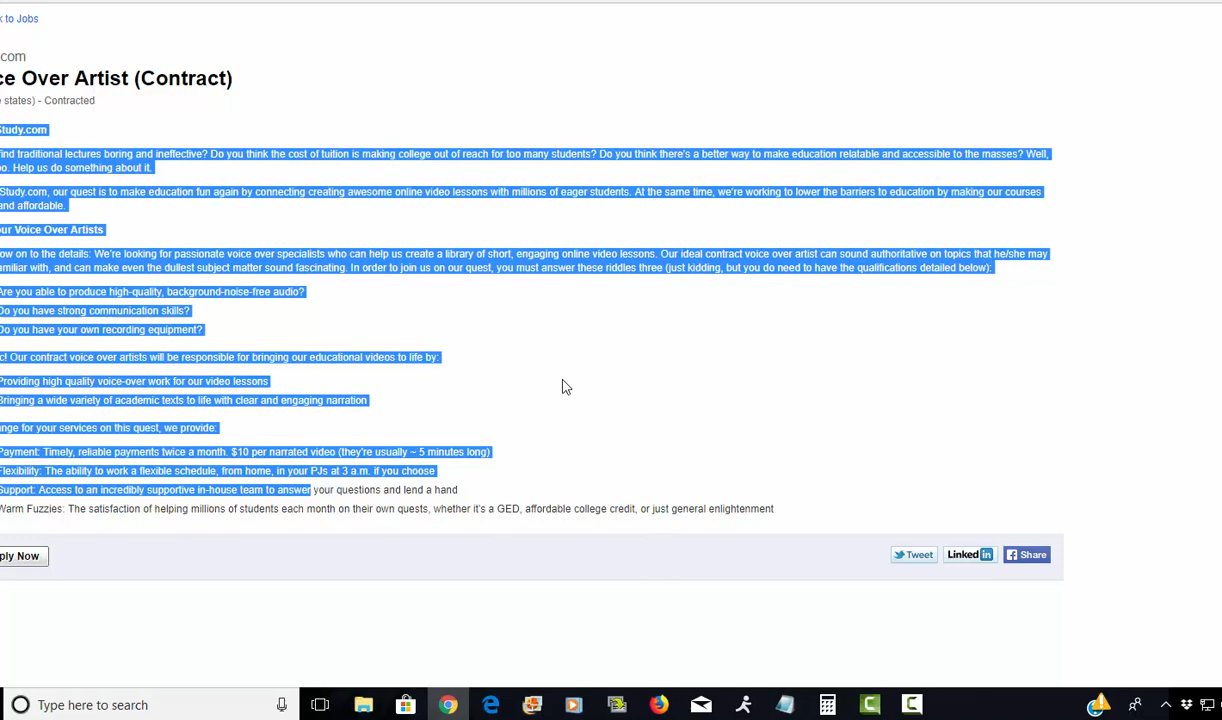 k to Jobs
.com
ce Over Artist (Contract)
e states) - Contracted
Study.com
find traditional lectures boring and ineffective? Do you think the cost of tuition is making college out of reach for too many students? Do you think there's a better way to make education relatable and accessible to the masses? Well,
oo. Help us do something about it.
Study.com, our quest is to make education fun again by connecting creating awesome online video lessons with millions of eager students. At the same time, we're working to lower the barriers to education by making our courses
and affordable.
our Voice Over Artists
ow on to the details: We're looking for passionate voice over specialists who can help us create a library of short, engaging online video lessons. Our ideal contract voice over artist can sound authoritative on topics that he/she may
amiliar with, and can make even the dullest subject matter sound fascinating. In order to join us on our quest, you must answer these riddles three (just kidding, but you do need to have the qualifications detailed below):
Are you able to produce high-quality, background-noise-free audio?
Do you have strong communication skills?
Do you have your own recording equipment?
c! Our contract voice over artists will be responsible for bringing our educational videos to life by:
Providing high quality voice-over work for our video lessons
Bringing a wide variety of academic texts to life with clear and engaging narration
ange for your services on this quest, we provide:
Payment: Timely, reliable payments twice a month. $10 per narrated video (they're usually ~ 5 minutes long)
Flexibility: The ability to work a flexible schedule, from home, in your PJs at 3 a.m. if you choose
Support: Access to an incredibly supportive in-house team to answer your questions and lend a hand
Warm Fuzzies: The satisfaction of helping millions of students each month on their own quests, whether it's a GED, affordable college credit, or just general enlightenment
ply Now
Tweet
Linked in
Share
Type here to search